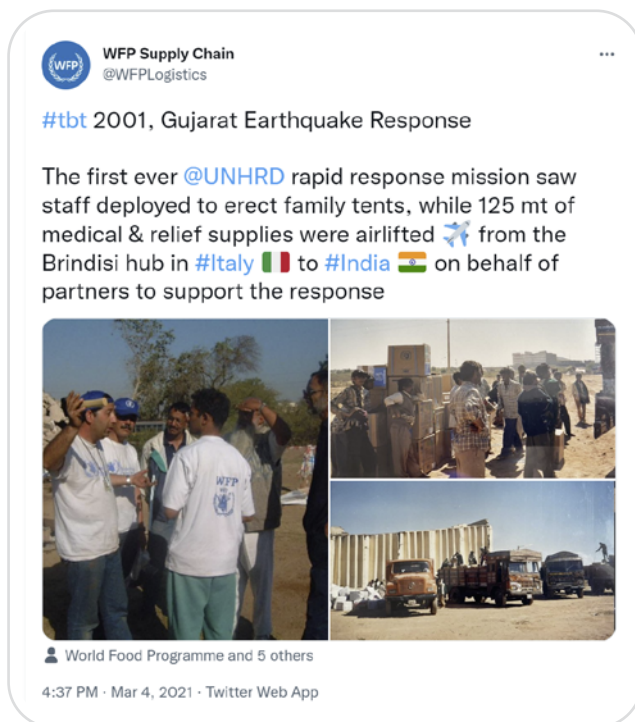 WFP
WFP Supply Chain
@WFPLogistics
#tbt 2001, Gujarat Earthquake Response
The first ever @UNHRD rapid response mission saw
staff deployed to erect family tents, while 125 mt of
medical & relief supplies were airlifted ✈️ from the
Brindisi hub in #Italy 🇮🇹 to #India 🇮🇳 on behalf of
partners to support the response
WFP
World Food Programme and 5 others
4:37 PM · Mar 4, 2021 · Twitter Web App